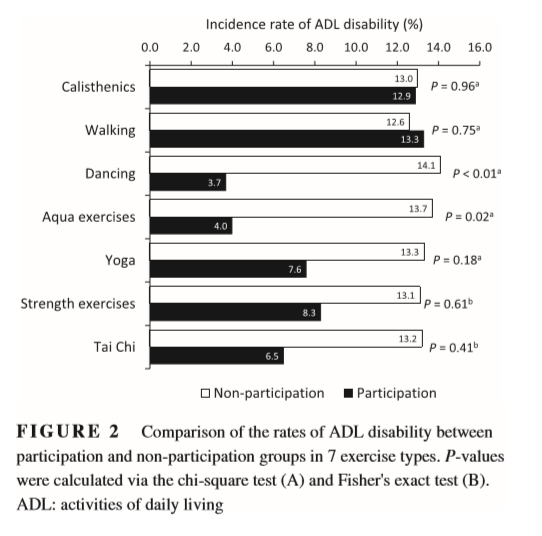 Incidence rate of ADL disability (%)
0.0 2.0 4.0 6.0 8.0 10.0 12.0 14.0 16.0
Calisthenics 13.0 12.9 P = 0.96ᵃ
Walking 12.6 13.3 P = 0.75ᵃ
Dancing 14.1 3.7 P < 0.01ᵃ
Aqua exercises 13.7 4.0 P = 0.02ᵃ
Yoga 13.3 7.6 P = 0.18ᵃ
Strength exercises 13.1 8.3 P = 0.61ᵇ
Tai Chi 13.2 6.5 P = 0.41ᵇ
Non-participation Participation
FIGURE 2 Comparison of the rates of ADL disability between
participation and non-participation groups in 7 exercise types. P-values
were calculated via the chi-square test (A) and Fisher's exact test (B).
ADL: activities of daily living